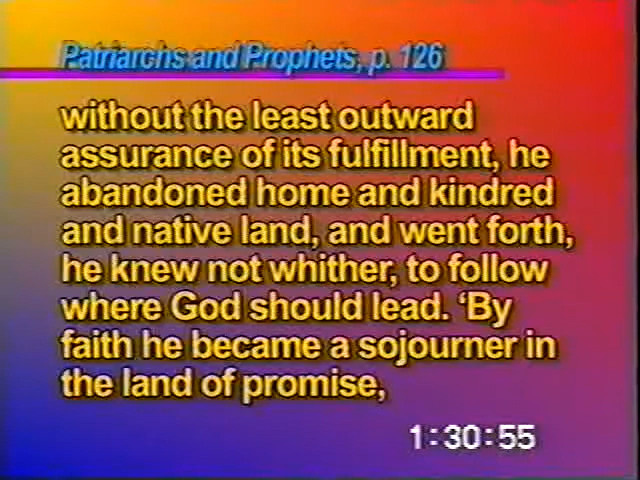 Patriarchs and Prophets, p. 126
without the least outward
assurance of its fulfillment, he
abandoned home and kindred
and native land, and went forth,
he knew not whither, to follow
where God should lead. ‘By
faith he became a sojourner in
the land of promise,
1:30:55